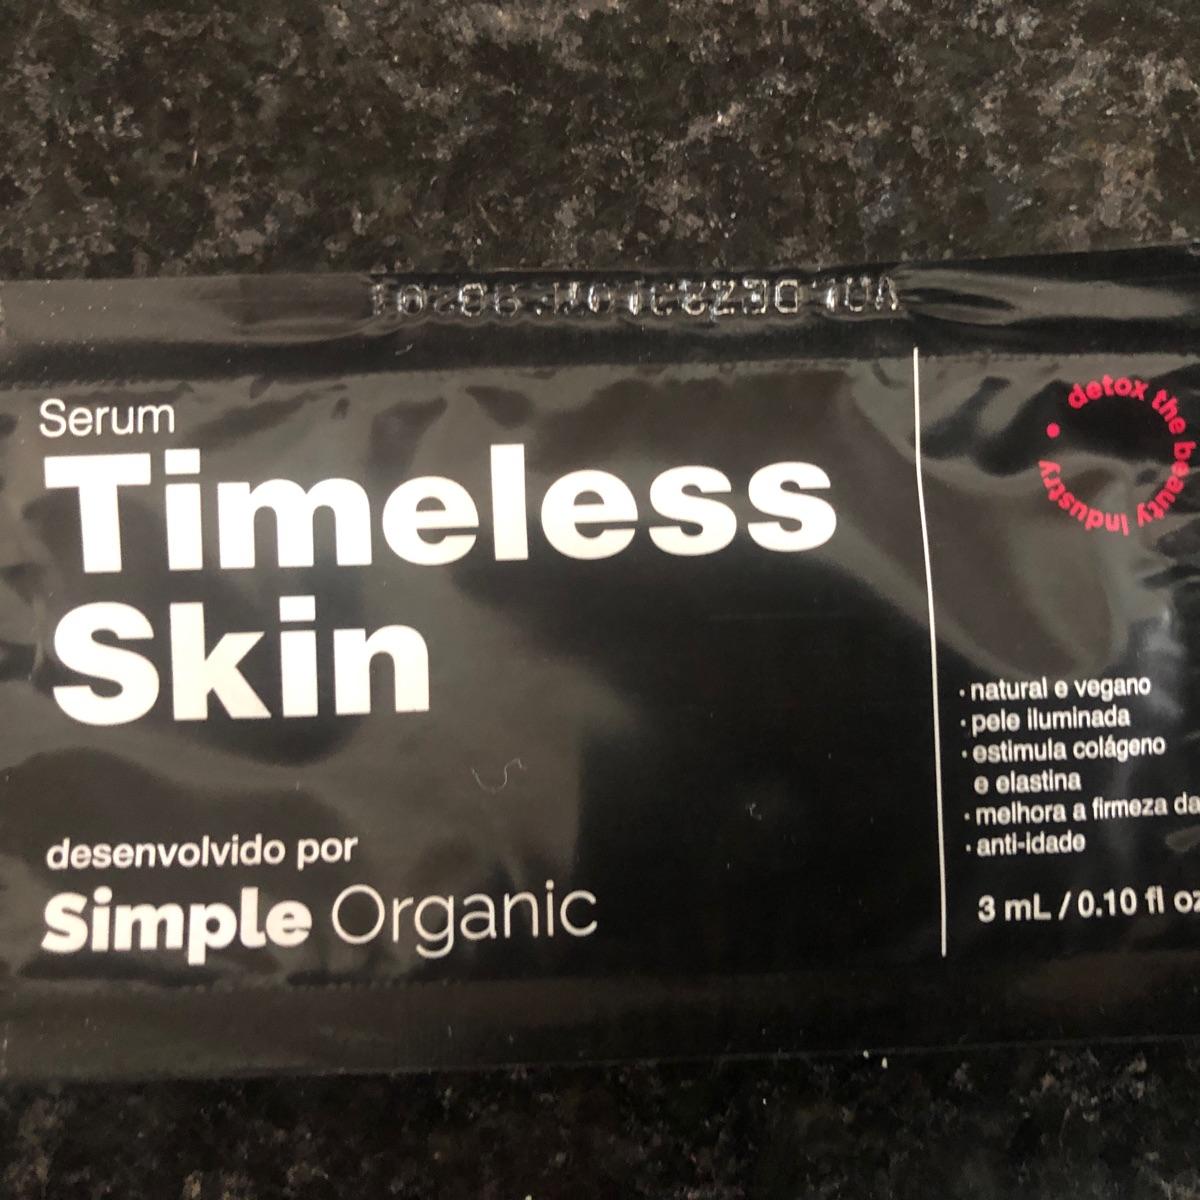 Serum
Timeless
Skin
desenvolvido por
Simple Organic
detox the beauty industry
· natural e vegano
· pele iluminada
· estimula colágeno
e elastina
· melhora a firmeza da
· anti-idade
3 mL / 0.10 fl oz